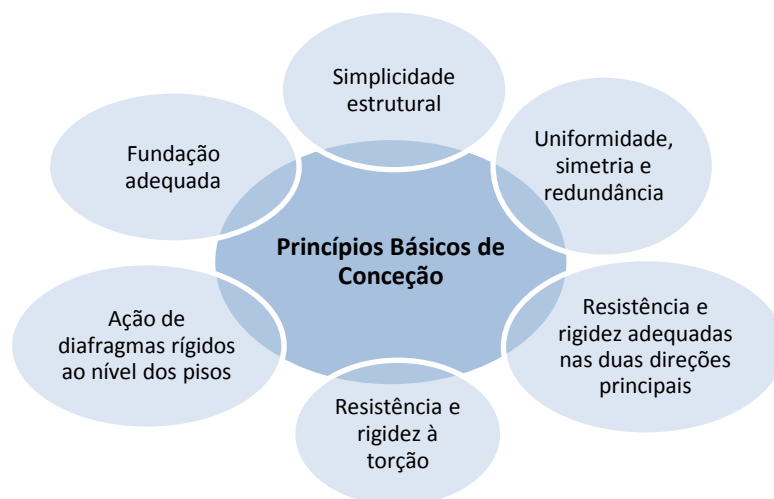 Simplicidade
estrutural
Uniformidade,
simetria e
redundância
Fundação
adequada
Princípios Básicos de
Conceção
Resistência e
rigidez adequadas
nas duas direções
principais
Ação de
diafragmas rígidos
ao nível dos pisos
Resistência e
rigidez à
torção